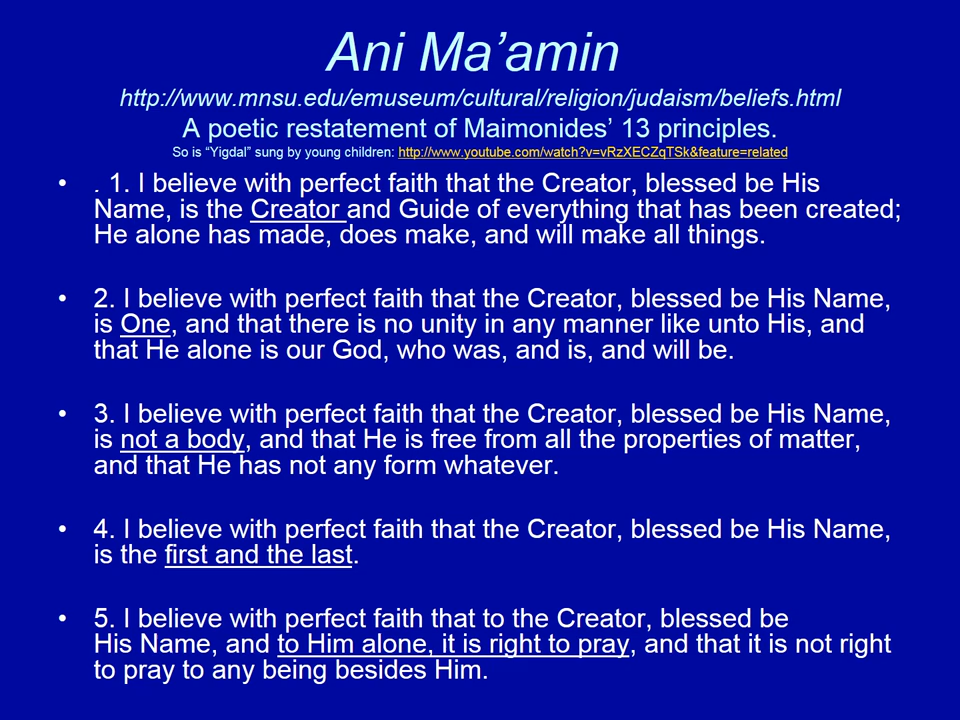 Ani Ma’amin
http://www.mnsu.edu/emuseum/cultural/religion/judaism/beliefs.html
A poetic restatement of Maimonides’ 13 principles.
So is “Yigdal” sung by young children: http://www.youtube.com/watch?v=vRzXECZqTSk&feature=related
• . 1. I believe with perfect faith that the Creator, blessed be His
Name, is the Creator and Guide of everything that has been created;
He alone has made, does make, and will make all things.
• 2. I believe with perfect faith that the Creator, blessed be His Name,
is One, and that there is no unity in any manner like unto His, and
that He alone is our God, who was, and is, and will be.
• 3. I believe with perfect faith that the Creator, blessed be His Name,
is not a body, and that He is free from all the properties of matter,
and that He has not any form whatever.
• 4. I believe with perfect faith that the Creator, blessed be His Name,
is the first and the last.
• 5. I believe with perfect faith that to the Creator, blessed be
His Name, and to Him alone, it is right to pray, and that it is not right
to pray to any being besides Him.